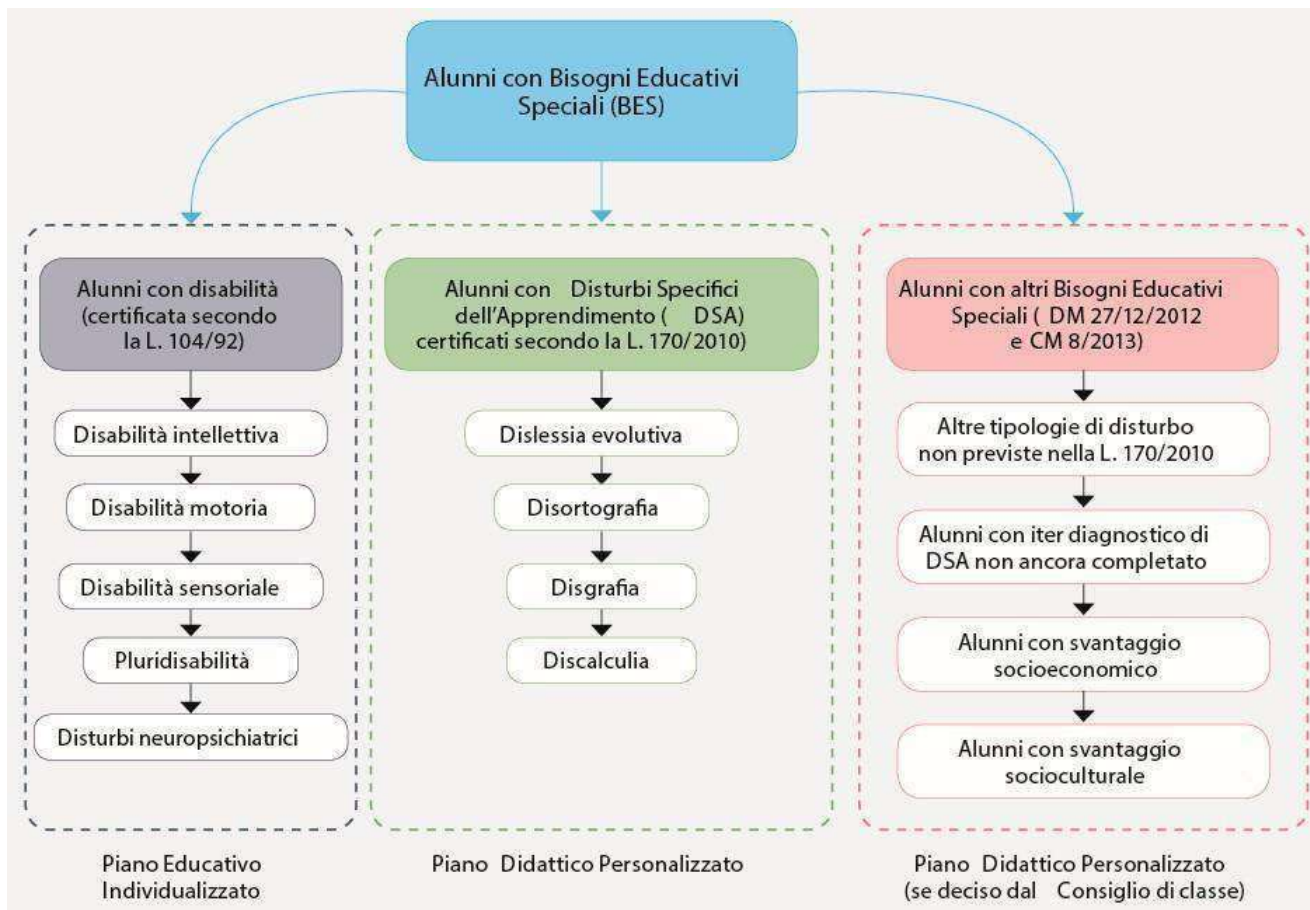 Alunni con Bisogni Educativi
Speciali (BES)
Alunni con disabilità
(certificata secondo
la L. 104/92)
Disabilità intellettiva
Disabilità motoria
Disabilità sensoriale
Pluridisabilità
Disturbi neuropsichiatrici
Piano Educativo
Individualizzato
Alunni con Disturbi Specifici
dell'Apprendimento ( DSA)
certificati secondo la L. 170/2010)
Dislessia evolutiva
Disortografia
Disgrafia
Discalculia
Piano Didattico Personalizzato
Alunni con altri Bisogni Educativi
Speciali ( DM 27/12/2012
e CM 8/2013)
Altre tipologie di disturbo
non previste nella L. 170/2010
Alunni con iter diagnostico di
DSA non ancora completato
Alunni con svantaggio
socioeconomico
Alunni con svantaggio
socioculturale
Piano Didattico Personalizzato
(se deciso dal Consiglio di classe)